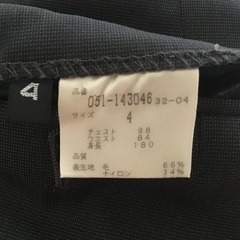 品番
051-143046 32-04
サイズ
4
チェスト 98
ウエスト 84
身長 180
品質
表生地 毛 66%
ナイロン 34%